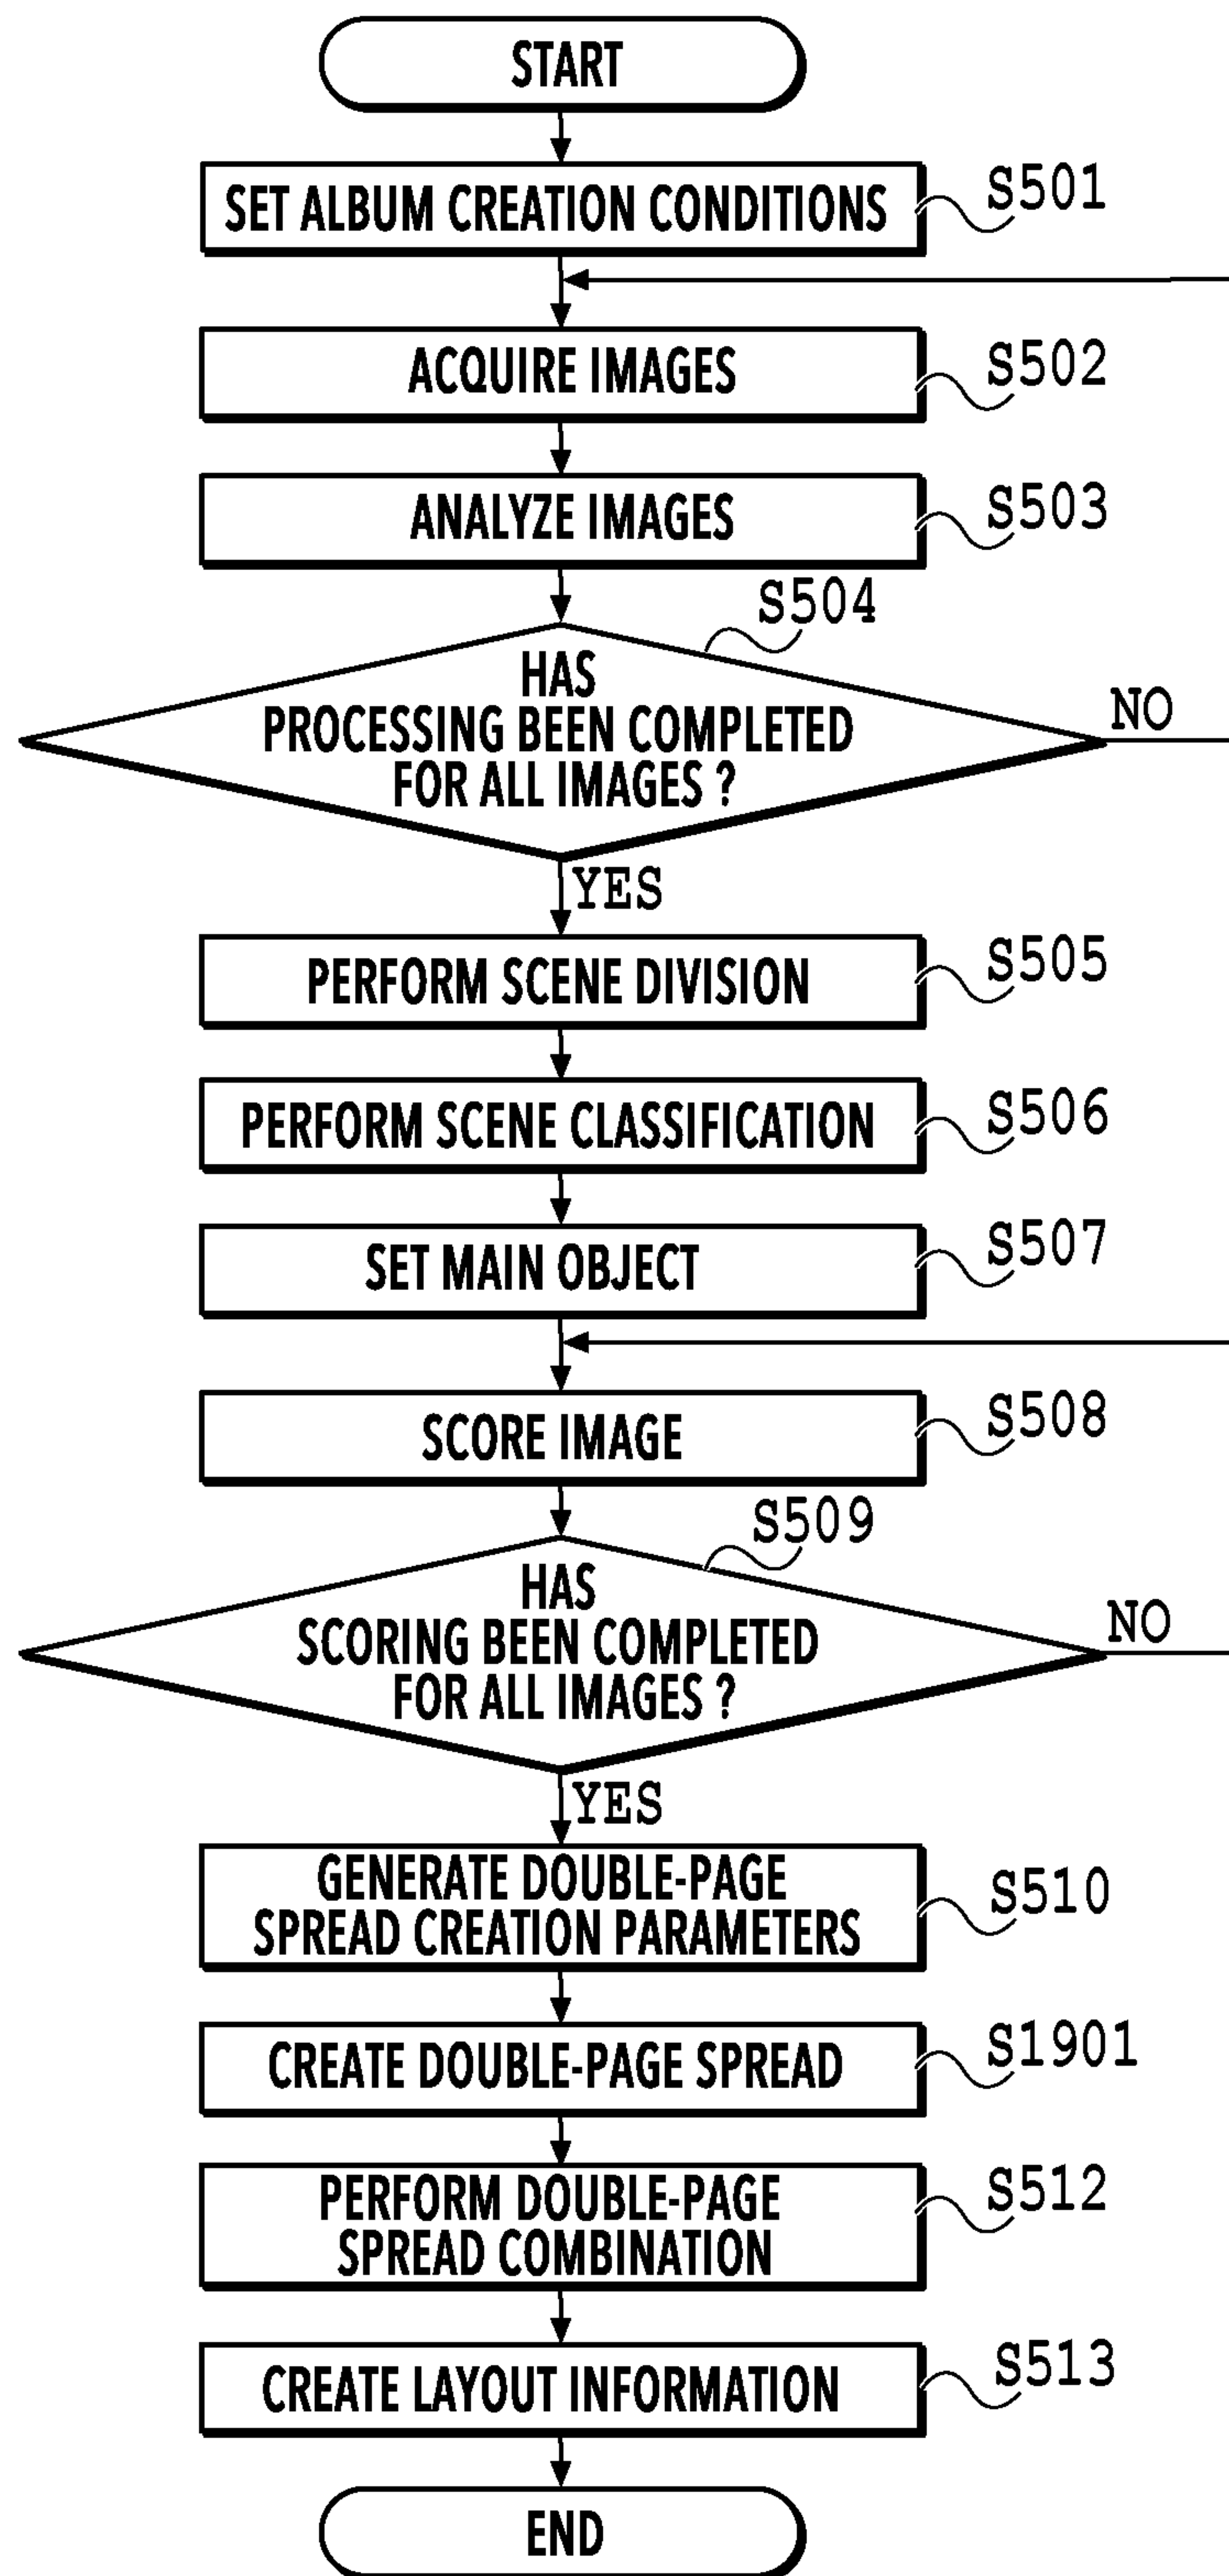 START
SET ALBUM CREATION CONDITIONS
S501
ACQUIRE IMAGES
S502
ANALYZE IMAGES
S503
S504
HAS
PROCESSING BEEN COMPLETED
FOR ALL IMAGES ?
NO
YES
PERFORM SCENE DIVISION
S505
PERFORM SCENE CLASSIFICATION
S506
SET MAIN OBJECT
S507
SCORE IMAGE
S508
S509
HAS
SCORING BEEN COMPLETED
FOR ALL IMAGES ?
NO
YES
GENERATE DOUBLE-PAGE
SPREAD CREATION PARAMETERS
S510
CREATE DOUBLE-PAGE SPREAD
S1901
PERFORM DOUBLE-PAGE
SPREAD COMBINATION
S512
CREATE LAYOUT INFORMATION
S513
END